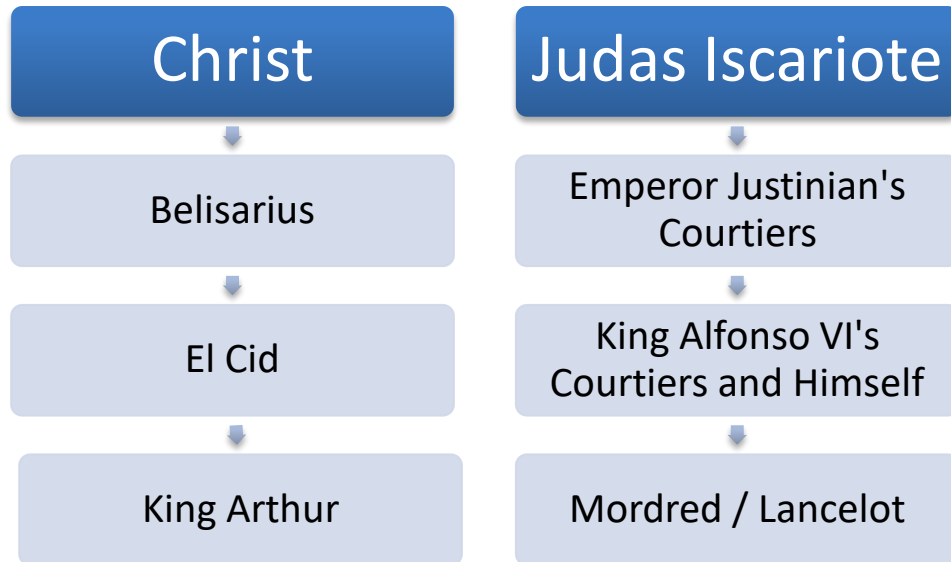 Christ
Belisarius
El Cid
King Arthur
Judas Iscariote
Emperor Justinian's
Courtiers
King Alfonso VI's
Courtiers and Himself
Mordred / Lancelot